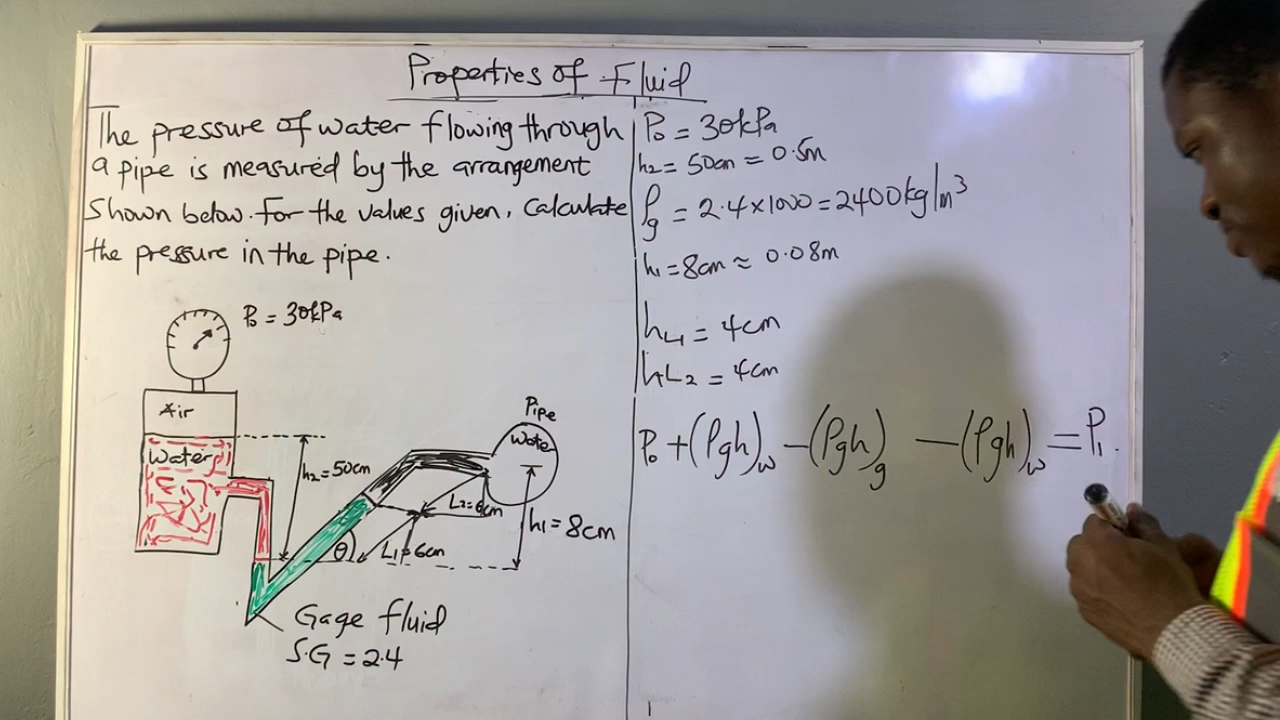 Properties of Fluid
The pressure of water flowing through
a pipe is measured by the arrangement
shown below. For the values given, Calculate
the pressure in the pipe.
P₀ = 30kPa
Air
Water
h₂=50cm
Pipe
Water
L₂=6cm
h₁=8cm
θ
L₁=6cm
Gage fluid
S.G = 2.4
P₀ = 30kPa
h₂= 50cm ≈ 0.5m
ρg = 2.4×1000 = 2400kg/m³
h₁=8cm ≈ 0.08m
hL₁ = 4cm
hL₂ = 4cm
P₀ + (ρgh)w − (ρgh)g − (ρgh)w = P₁.